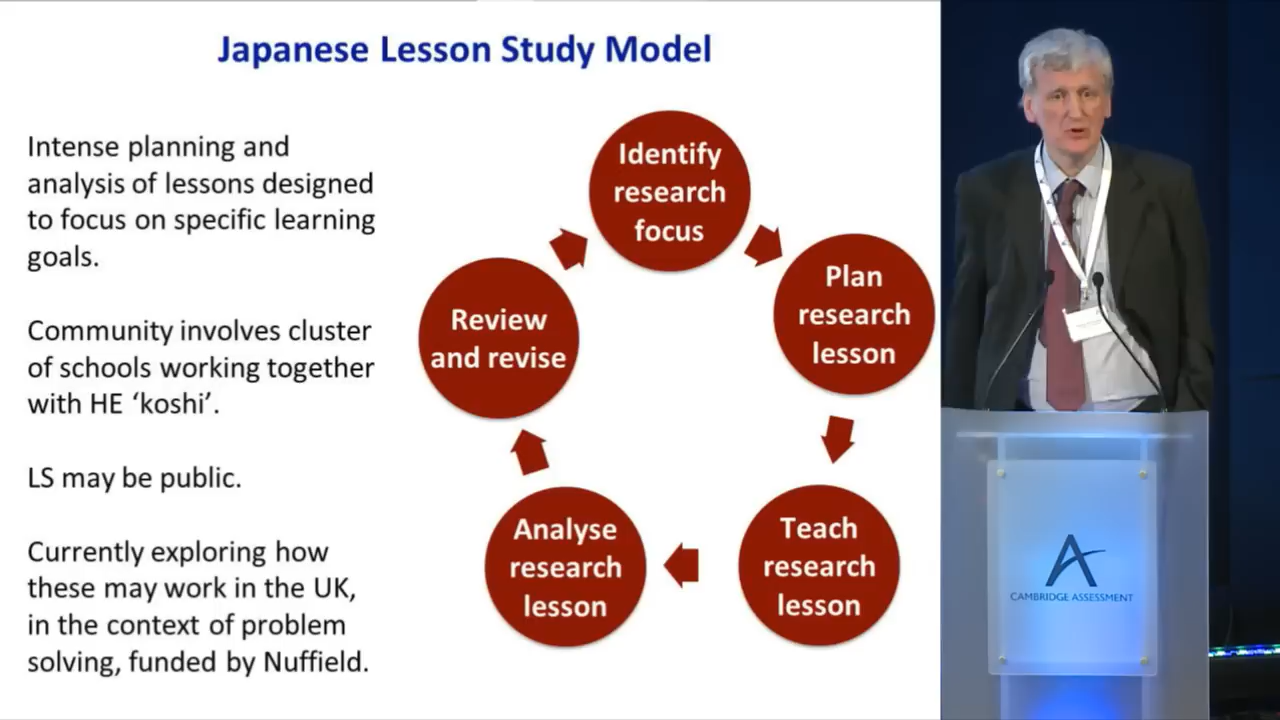 Japanese Lesson Study Model
Intense planning and
analysis of lessons designed
to focus on specific learning
goals.
Community involves cluster
of schools working together
with HE ‘koshi’.
LS may be public.
Currently exploring how
these may work in the UK,
in the context of problem
solving, funded by Nuffield.
Identify
research
focus
Plan
research
lesson
Teach
research
lesson
Analyse
research
lesson
Review
and revise
CAMBRIDGE ASSESSMENT